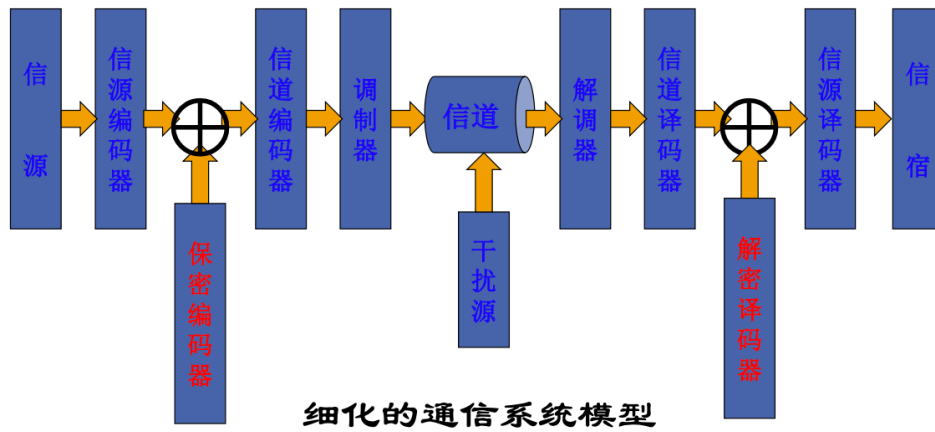 信源
信源编码器
信道编码器
调制器
信道
解调器
信道译码器
信源译码器
信宿
保密编码器
干扰源
解密译码器
细化的通信系统模型